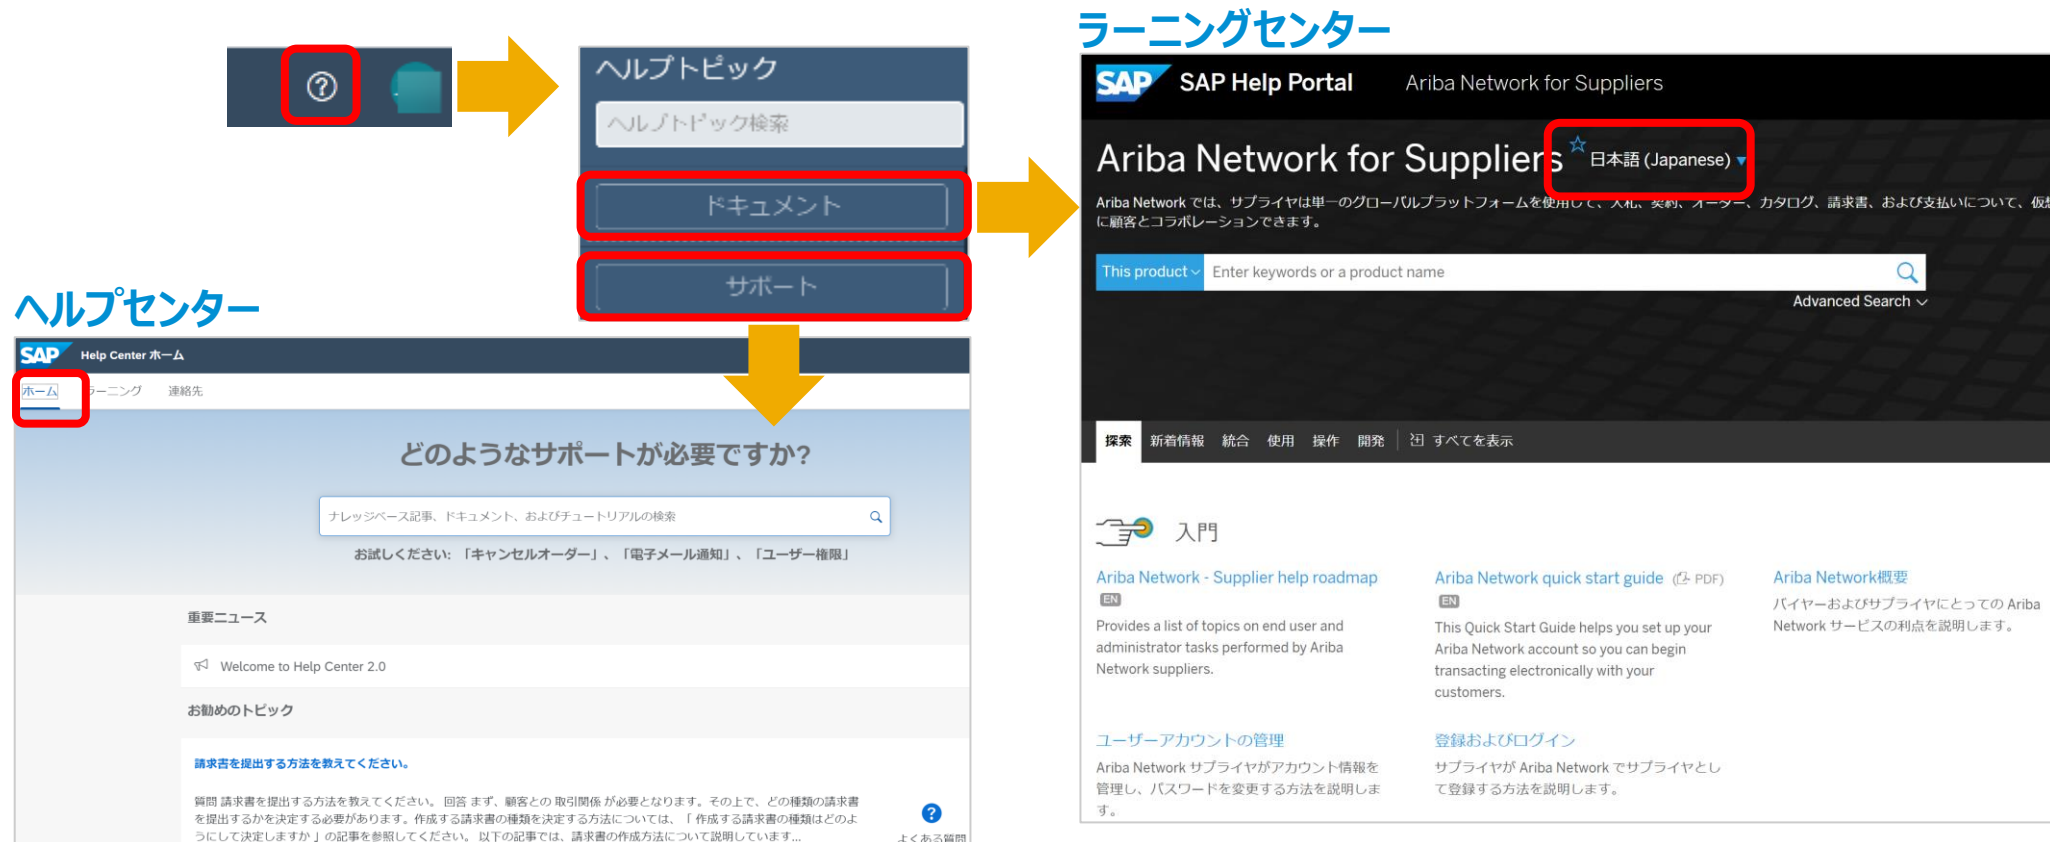 ラーニングセンター
ヘルプトピック
ヘルプトピック検索
ドキュメント
サポート
SAP SAP Help Portal Ariba Network for Suppliers
Ariba Network for Suppliers 日本語 (Japanese)
Ariba Network では、サプライヤは単一のグローバルプラットフォームを使用して、入札、契約、オーダー、カタログ、請求書、および支払いについて、仮想
に顧客とコラボレーションできます。
This product Enter keywords or a product name
Advanced Search
探索 新着情報 統合 使用 操作 開発 すべてを表示
入門
Ariba Network - Supplier help roadmap
EN
Provides a list of topics on end user and
administrator tasks performed by Ariba
Network suppliers.
Ariba Network quick start guide (PDF)
EN
This Quick Start Guide helps you set up your
Ariba Network account so you can begin
transacting electronically with your
customers.
Ariba Network概要
バイヤーおよびサプライヤにとっての Ariba
Network サービスの利点を説明します。
ユーザーアカウントの管理
Ariba Network サプライヤがアカウント情報を
管理し、パスワードを変更する方法を説明しま
す。
登録およびログイン
サプライヤが Ariba Network でサプライヤとし
て登録する方法を説明します。
ヘルプセンター
SAP Help Center ホーム
ホーム ラーニング 連絡先
どのようなサポートが必要ですか?
ナレッジベース記事、ドキュメント、およびチュートリアルの検索
お試しください: 「キャンセルオーダー」、「電子メール通知」、「ユーザー権限」
重要ニュース
Welcome to Help Center 2.0
お勧めのトピック
請求書を提出する方法を教えてください。
質問 請求書を提出する方法を教えてください。 回答 まず、顧客との 取引関係 が必要となります。その上で、どの種類の請求書
を提出するかを決定する必要があります。作成する請求書の種類を決定する方法については、「 作成する請求書の種類はどのよ
うにして決定しますか 」の記事を参照してください。 以下の記事では、請求書の作成方法について説明しています...
よくある質問